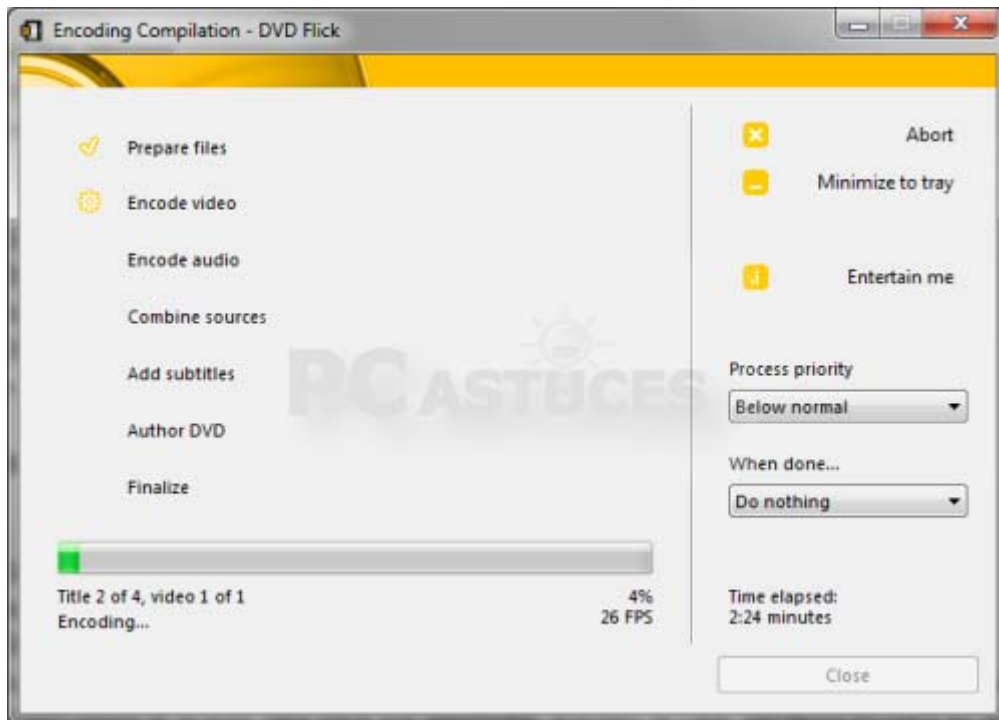 Encoding Compilation - DVD Flick
Prepare files
Encode video
Encode audio
Combine sources
Add subtitles
Author DVD
Finalize
Title 2 of 4, video 1 of 1
4%
Encoding...
26 FPS
Abort
Minimize to tray
Entertain me
Process priority
Below normal
When done...
Do nothing
Time elapsed:
2:24 minutes
Close
PC ASTUCES